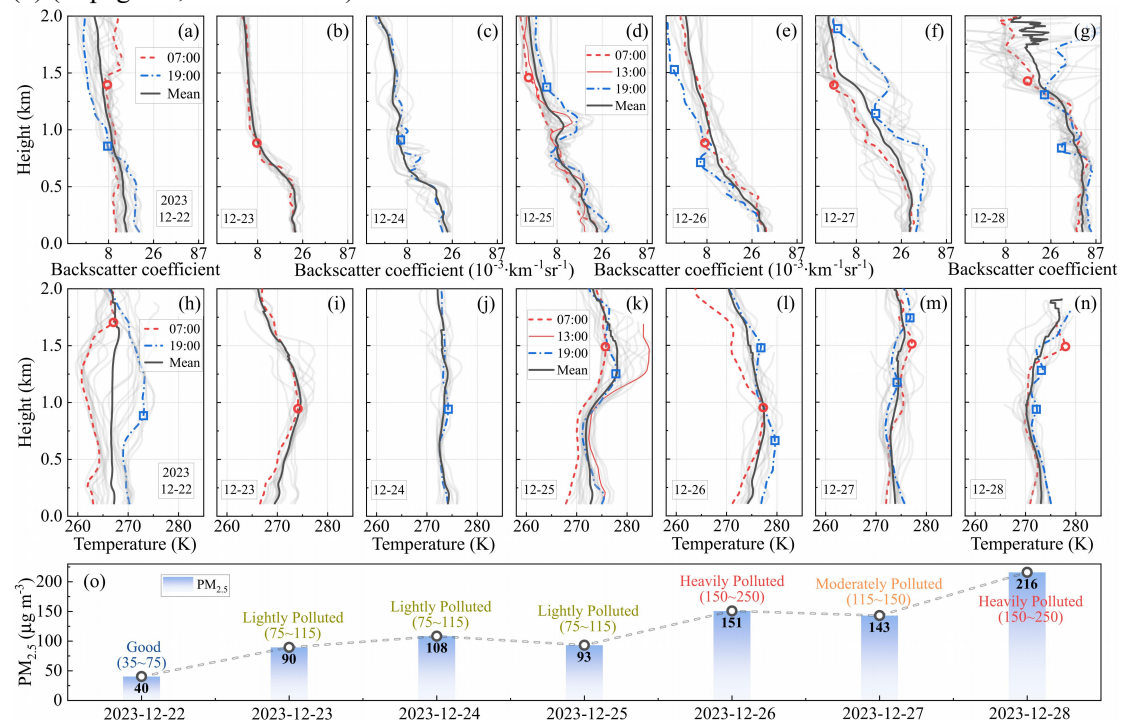 (a)
(b)
(c)
(d)
(e)
(f)
(g)
2.0
1.5
1.0
0.5
0.0
Height (km)
07:00
19:00
Mean
07:00
13:00
19:00
Mean
2023
12-22
12-23
12-24
12-25
12-26
12-27
12-28
8 26 87
8 26 87
8 26 87
8 26 87
8 26 87
8 26 87
26 87
Backscatter coefficient
Backscatter coefficient (10⁻³·km⁻¹sr⁻¹)
Backscatter coefficient (10⁻³·km⁻¹sr⁻¹)
Backscatter coefficient
(h)
(i)
(j)
(k)
(l)
(m)
(n)
2.0
1.5
1.0
0.5
0.0
Height (km)
07:00
19:00
Mean
07:00
13:00
19:00
Mean
2023
12-22
12-23
12-24
12-25
12-26
12-27
12-28
260 270 280
260 270 280
260 270 280
260 270 280
260 270 280
260 270 280
260 270 280
Temperature (K)
Temperature (K)
Temperature (K)
Temperature (K)
Temperature (K)
Temperature (K)
Temperature (K)
(o)
PM₂.₅
PM₂.₅ (μg m⁻³)
200
150
100
50
0
Good
(35~75)
40
Lightly Polluted
(75~115)
90
Lightly Polluted
(75~115)
108
Lightly Polluted
(75~115)
93
Heavily Polluted
(150~250)
151
Moderately Polluted
(115~150)
143
216
Heavily Polluted
(150~250)
2023-12-22
2023-12-23
2023-12-24
2023-12-25
2023-12-26
2023-12-27
2023-12-28